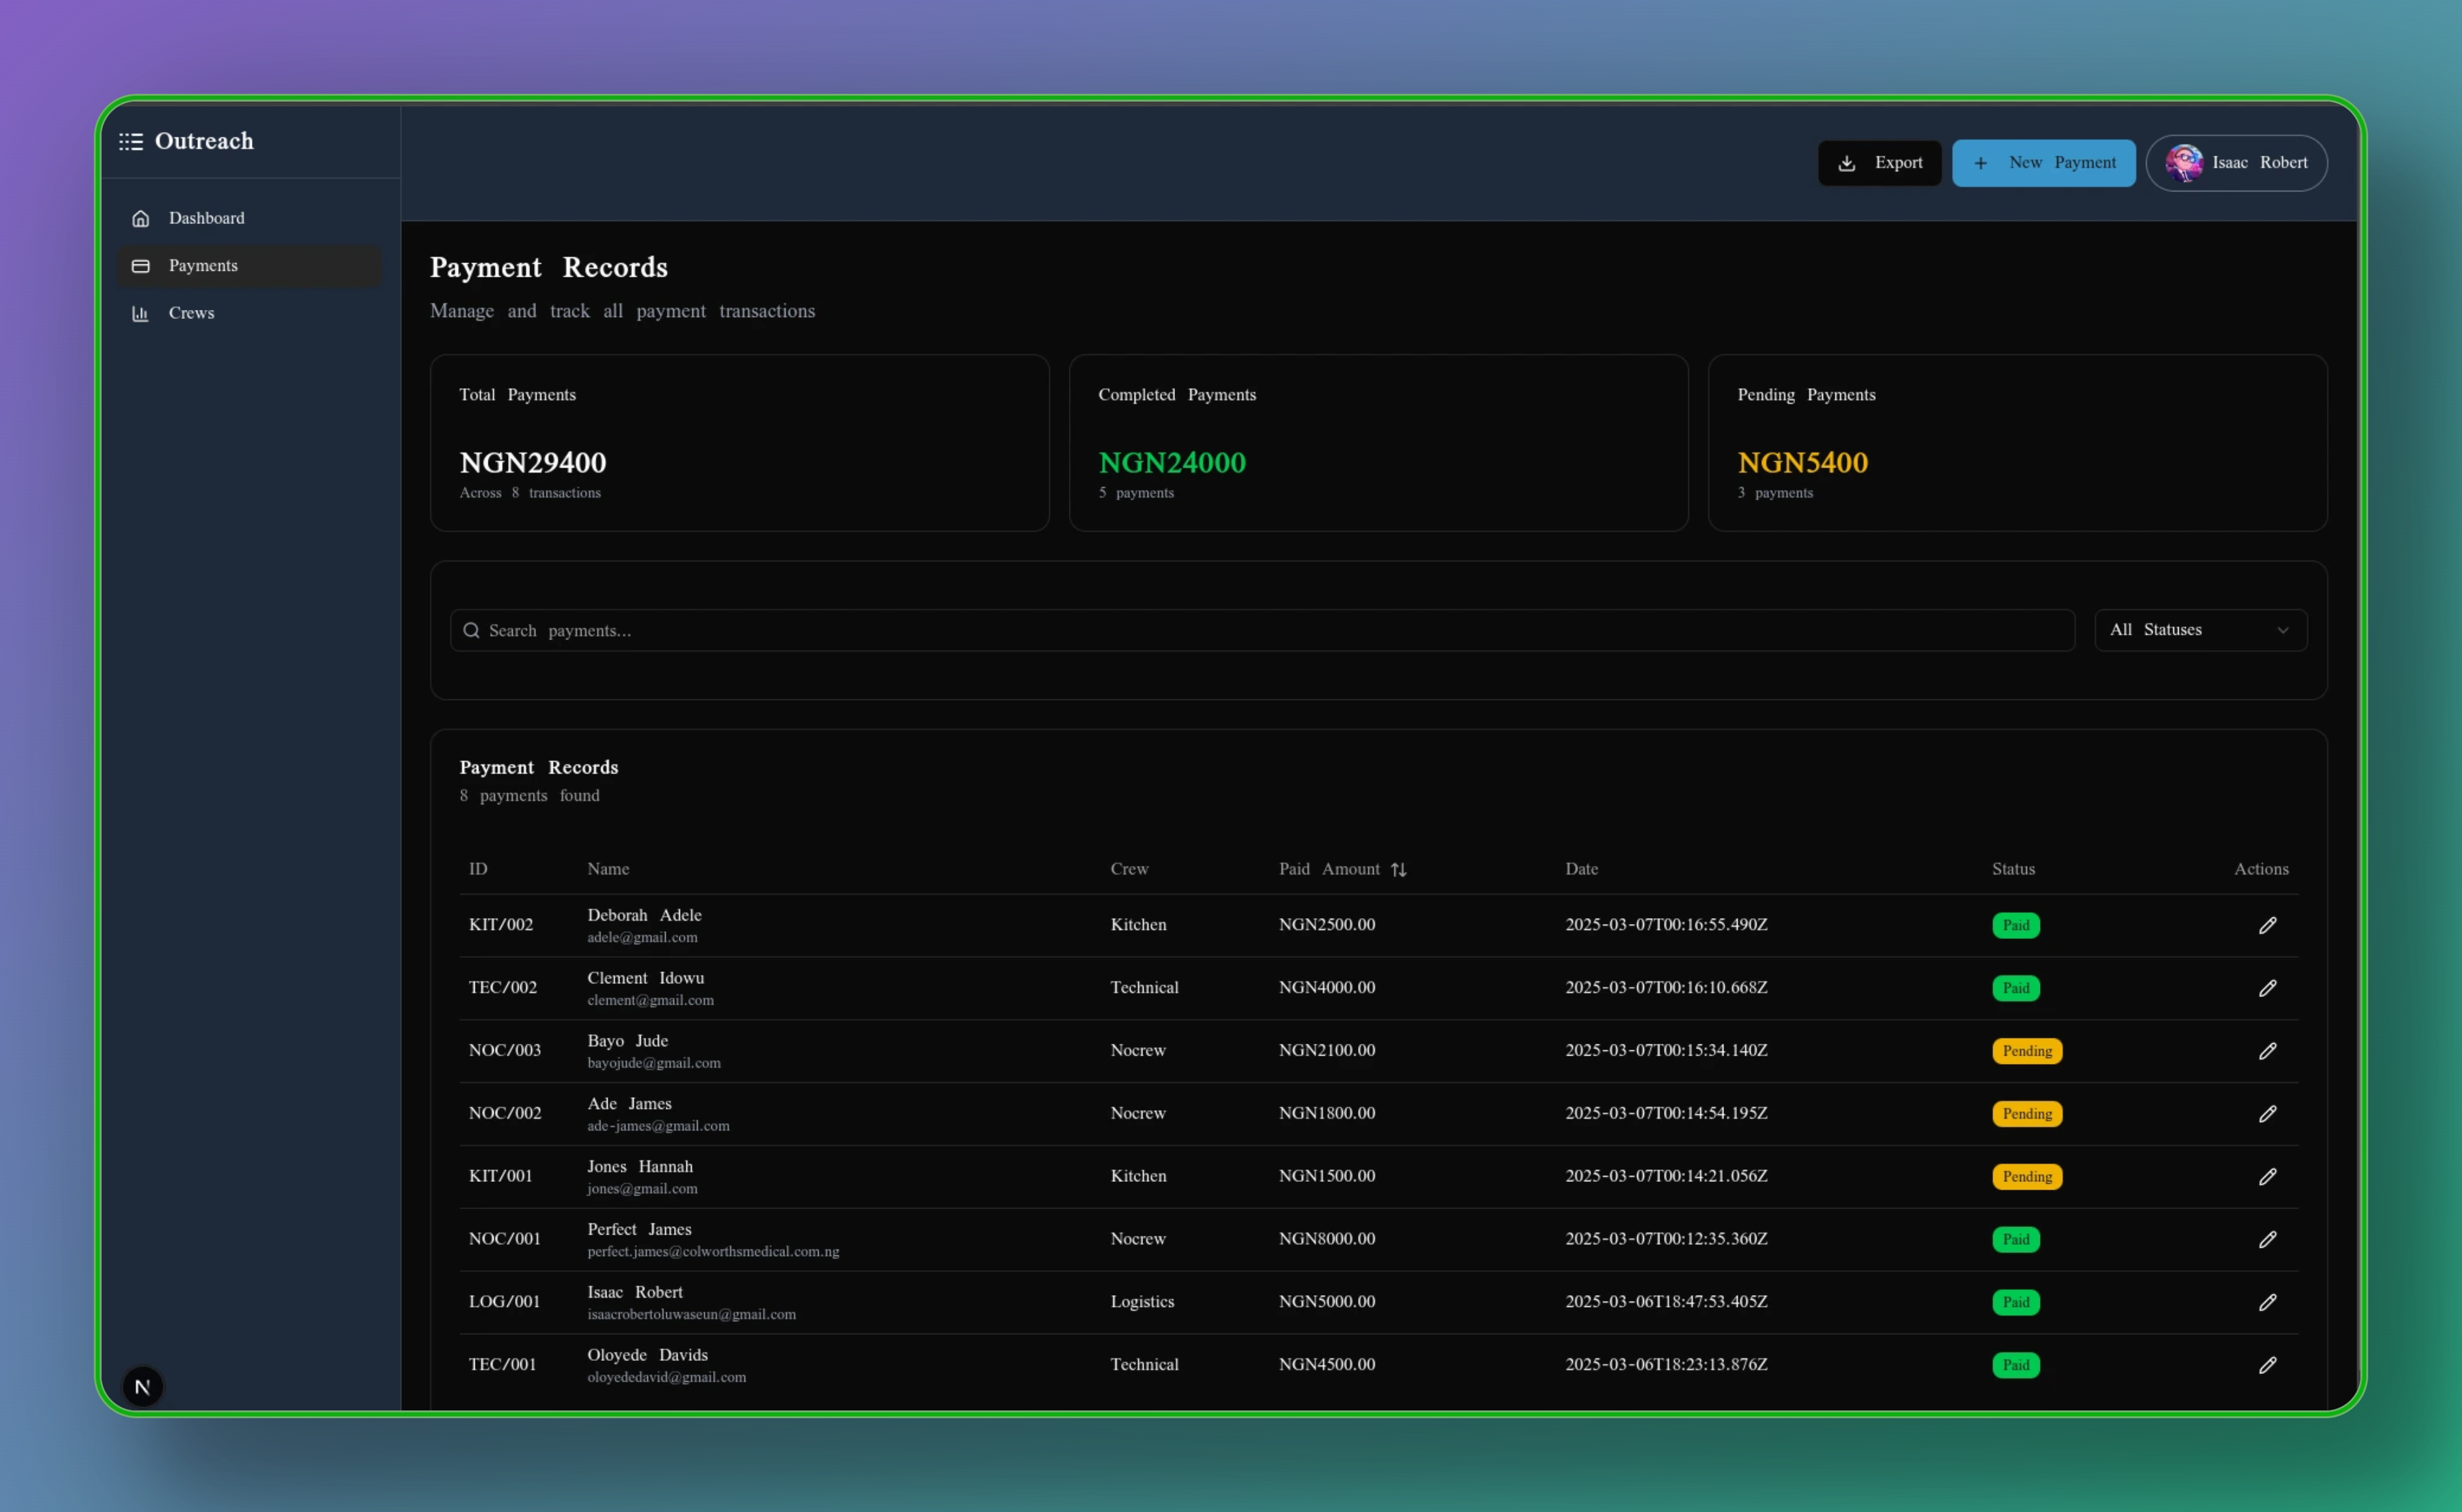 Outreach
Export
New Payment
Isaac Robert
Dashboard
Payments
Crews
Payment Records
Manage and track all payment transactions
Total Payments
NGN29400
Across 8 transactions
Completed Payments
NGN24000
5 payments
Pending Payments
NGN5400
3 payments
Search payments...
All Statuses
Payment Records
8 payments found
ID Name Crew Paid Amount Date Status Actions
KIT/002 Deborah Adele Kitchen NGN2500.00 2025-03-07T00:16:55.490Z Paid
adele@gmail.com
TEC/002 Clement Idowu Technical NGN4000.00 2025-03-07T00:16:10.668Z Paid
clement@gmail.com
NOC/003 Bayo Jude Nocrew NGN2100.00 2025-03-07T00:15:34.140Z Pending
bayojude@gmail.com
NOC/002 Ade James Nocrew NGN1800.00 2025-03-07T00:14:54.195Z Pending
ade-james@gmail.com
KIT/001 Jones Hannah Kitchen NGN1500.00 2025-03-07T00:14:21.056Z Pending
jones@gmail.com
NOC/001 Perfect James Nocrew NGN8000.00 2025-03-07T00:12:35.360Z Paid
perfect.james@colworthsmedical.com.ng
LOG/001 Isaac Robert Logistics NGN5000.00 2025-03-06T18:47:53.405Z Paid
isaacrobertoluwaseun@gmail.com
TEC/001 Oloyede Davids Technical NGN4500.00 2025-03-06T18:23:13.876Z Paid
oloyededavid@gmail.com
N